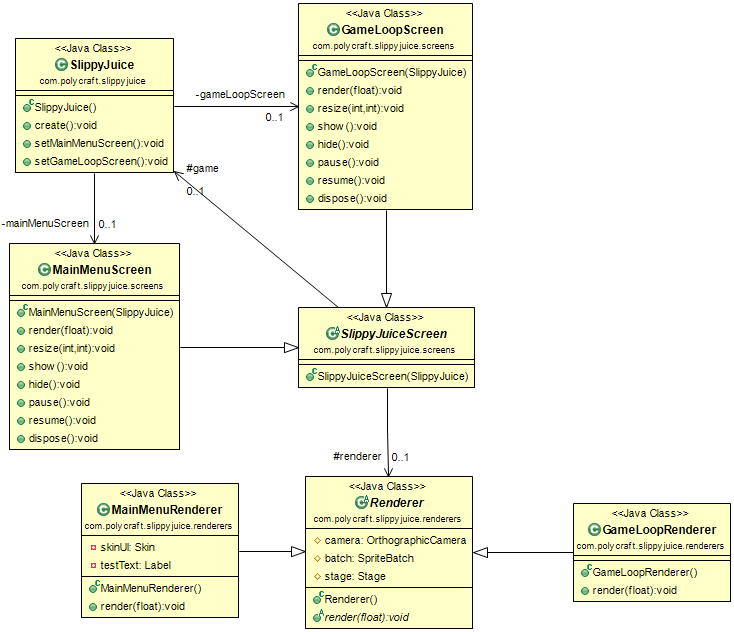 <<Java Class>>
SlippyJuice
com.polycraft.slippyjuice
SlippyJuice()
create():void
setMainMenuScreen():void
setGameLoopScreen():void
-gameLoopScreen
0..1
<<Java Class>>
GameLoopScreen
com.polycraft.slippyjuice.screens
GameLoopScreen(SlippyJuice)
render(float):void
resize(int,int):void
show():void
hide():void
pause():void
resume():void
dispose():void
#game
0..1
-mainMenuScreen
0..1
<<Java Class>>
MainMenuScreen
com.polycraft.slippyjuice.screens
MainMenuScreen(SlippyJuice)
render(float):void
resize(int,int):void
show():void
hide():void
pause():void
resume():void
dispose():void
<<Java Class>>
SlippyJuiceScreen
com.polycraft.slippyjuice.screens
SlippyJuiceScreen(SlippyJuice)
#renderer
0..1
<<Java Class>>
MainMenuRenderer
com.polycraft.slippyjuice.renderers
skinUI: Skin
testText: Label
MainMenuRenderer()
render(float):void
<<Java Class>>
Renderer
com.polycraft.slippyjuice.renderers
camera: OrthographicCamera
batch: SpriteBatch
stage: Stage
Renderer()
render(float):void
<<Java Class>>
GameLoopRenderer
com.polycraft.slippyjuice.renderers
GameLoopRenderer()
render(float):void